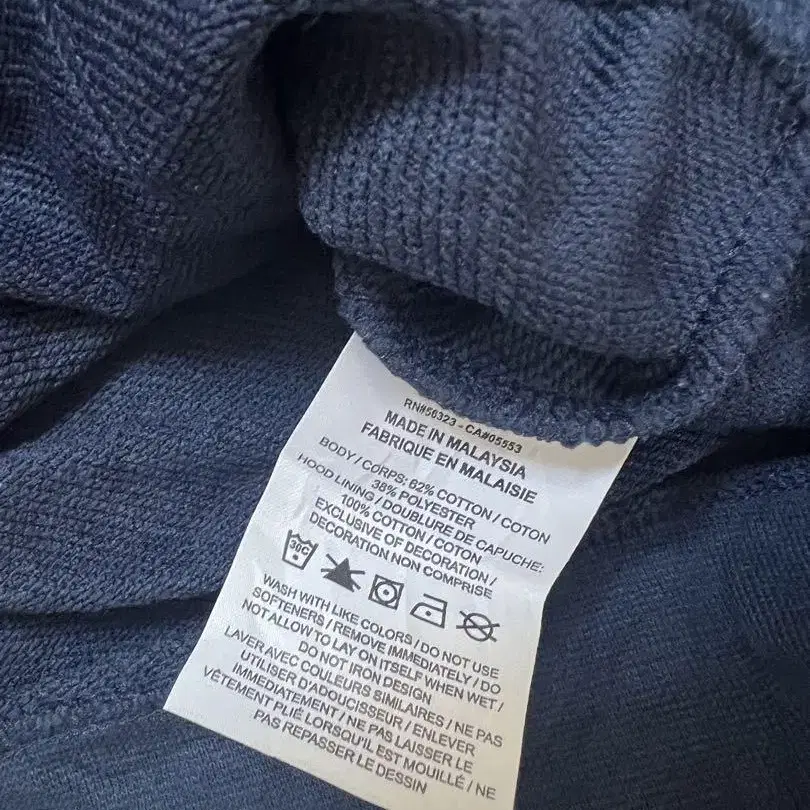 RN#56323 - CA#05553
MADE IN MALAYSIA
FABRIQUE EN MALAISIE
BODY / CORPS: 62% COTTON / COTON
38% POLYESTER
HOOD LINING / DOUBLURE DE CAPUCHE:
100% COTTON / COTON
EXCLUSIVE OF DECORATION /
DECORATION NON COMPRISE
30C
WASH WITH LIKE COLORS / DO NOT USE
SOFTENERS / REMOVE IMMEDIATELY / DO
NOT ALLOW TO LAY ON ITSELF WHEN WET /
DO NOT IRON DESIGN
LAVER AVEC COULEURS SIMILAIRES / NE PAS
UTILISER D'ADOUCISSEUR / ENLEVER
IMMEDIATEMENT / NE PAS LAISSER LE
VÊTEMENT PLIÉ LORSQU'IL EST MOUILLÉ / NE
PAS REPASSER LE DESSIN